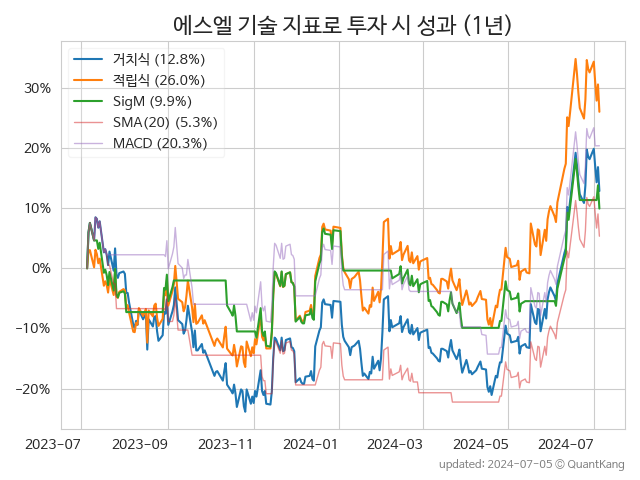 에스엘 기술 지표로 투자 시 성과 (1년)
거치식 (12.8%)
적립식 (26.0%)
SigM (9.9%)
SMA(20) (5.3%)
MACD (20.3%)
30%
20%
10%
0%
−10%
−20%
2023-07 2023-09 2023-11 2024-01 2024-03 2024-05 2024-07
updated: 2024-07-05 © QuantKang